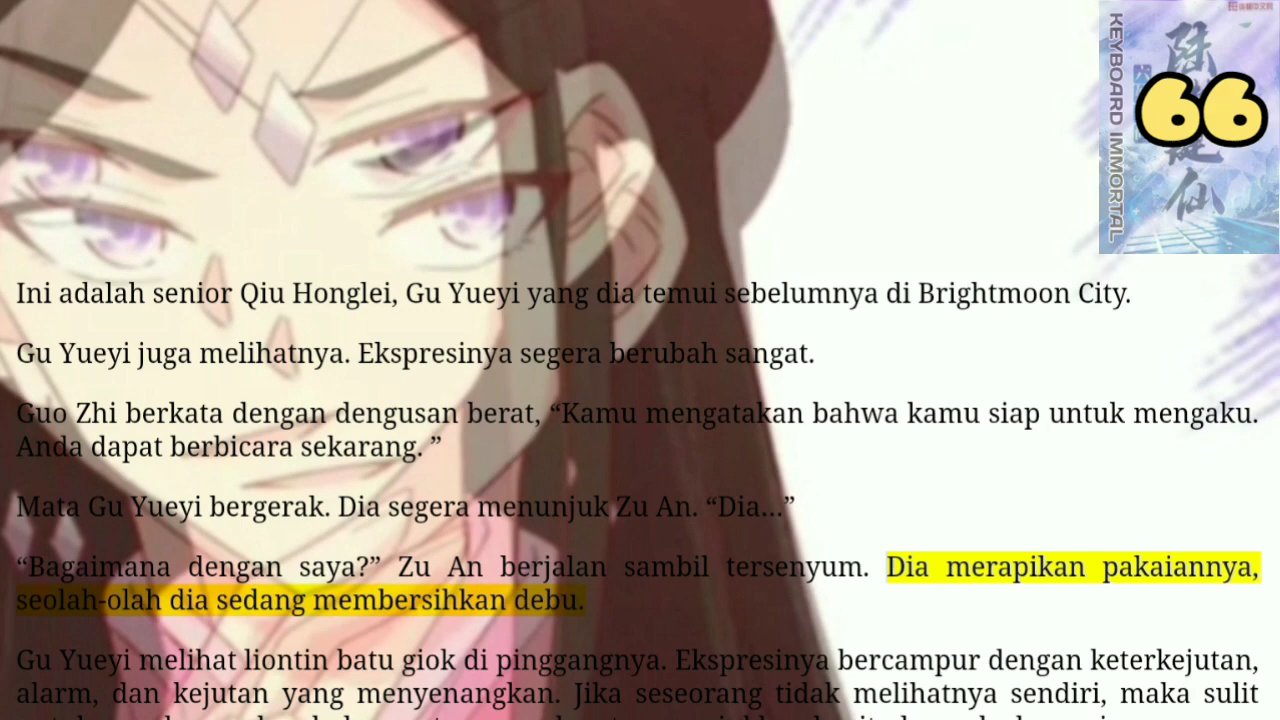 KEYBOARD IMMORTAL
66
仙
Ini adalah senior Qiu Honglei, Gu Yueyi yang dia temui sebelumnya di Brightmoon City.
Gu Yueyi juga melihatnya. Ekspresinya segera berubah sangat.
Guo Zhi berkata dengan dengusan berat, “Kamu mengatakan bahwa kamu siap untuk mengaku.
Anda dapat berbicara sekarang. ”
Mata Gu Yueyi bergerak. Dia segera menunjuk Zu An. “Dia...”
“Bagaimana dengan saya?” Zu An berjalan sambil tersenyum. Dia merapikan pakaiannya,
seolah-olah dia sedang membersihkan debu.
Gu Yueyi melihat liontin batu giok di pinggangnya. Ekspresinya bercampur dengan keterkejutan,
alarm, dan kejutan yang menyenangkan. Jika seseorang tidak melihatnya sendiri, maka sulit